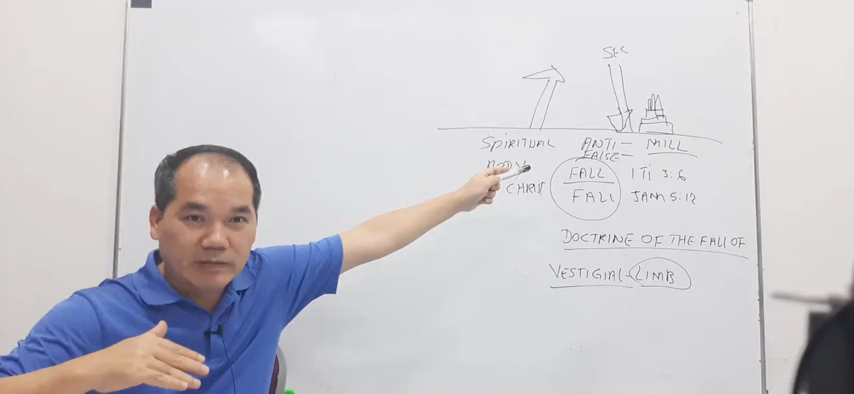 SEC
SPIRITUAL ANTI- MILL
BODY FALSE-
FALL 1 TI 3:6
CHRIST FALL JAM 5:12
DOCTRINE OF THE FALL OF
VESTIGIAL-LIMB